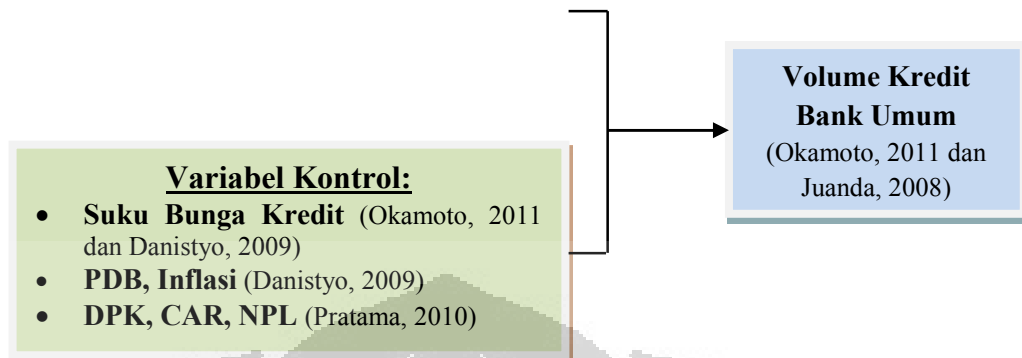 Volume Kredit
Bank Umum
(Okamoto, 2011 dan
Juanda, 2008)
Variabel Kontrol:
• Suku Bunga Kredit (Okamoto, 2011
dan Danistyo, 2009)
• PDB, Inflasi (Danistyo, 2009)
• DPK, CAR, NPL (Pratama, 2010)